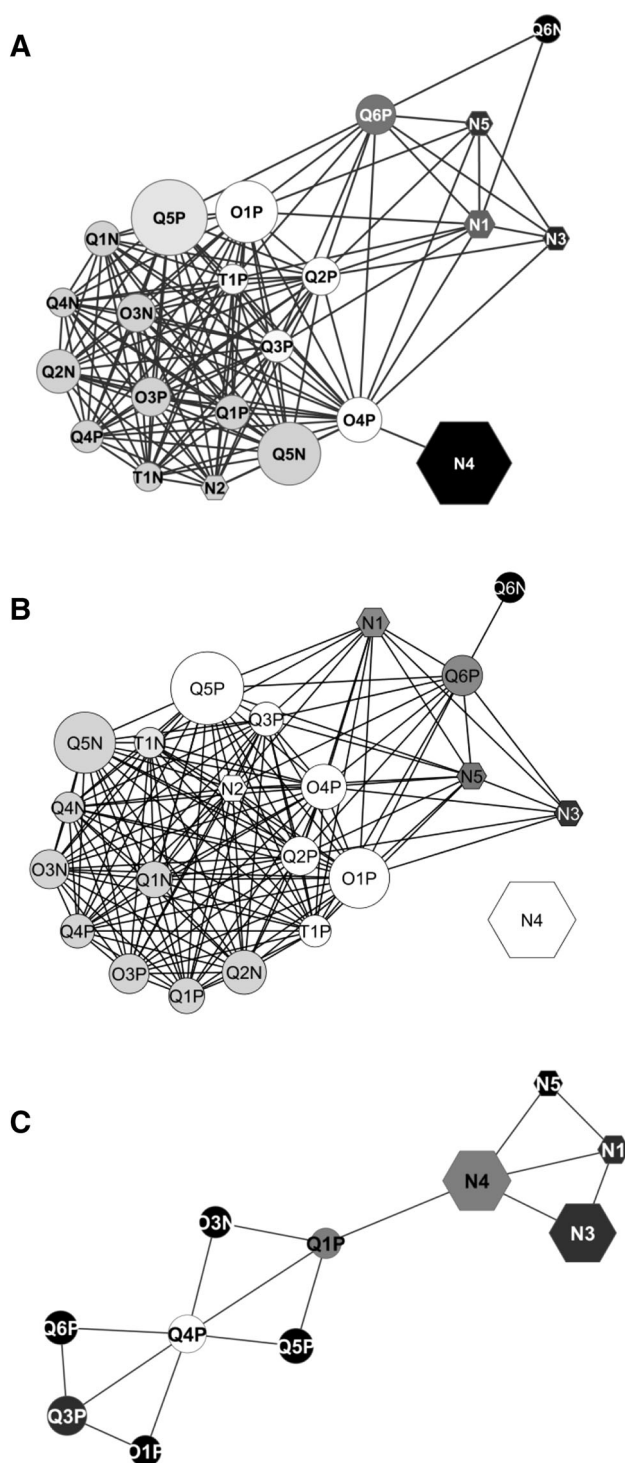 A
Q6N
Q6P
N5
Q5P
O1P
N1
Q1N
N3
T1P
Q2P
Q4N
O3N
Q3P
Q2N
O3P
Q1P
O4P
Q4P
Q5N
N4
T1N
N2
B
Q6N
N1
Q6P
Q5P
Q3P
Q5N
T1N
N5
N2
O4P
Q4N
N3
Q2P
O3N
Q1N
O1P
N4
Q4P
T1P
O3P
Q2N
Q1P
C
N5
N1
N4
O3N
Q1P
N3
Q6P
Q4P
Q5P
Q3P
O1P